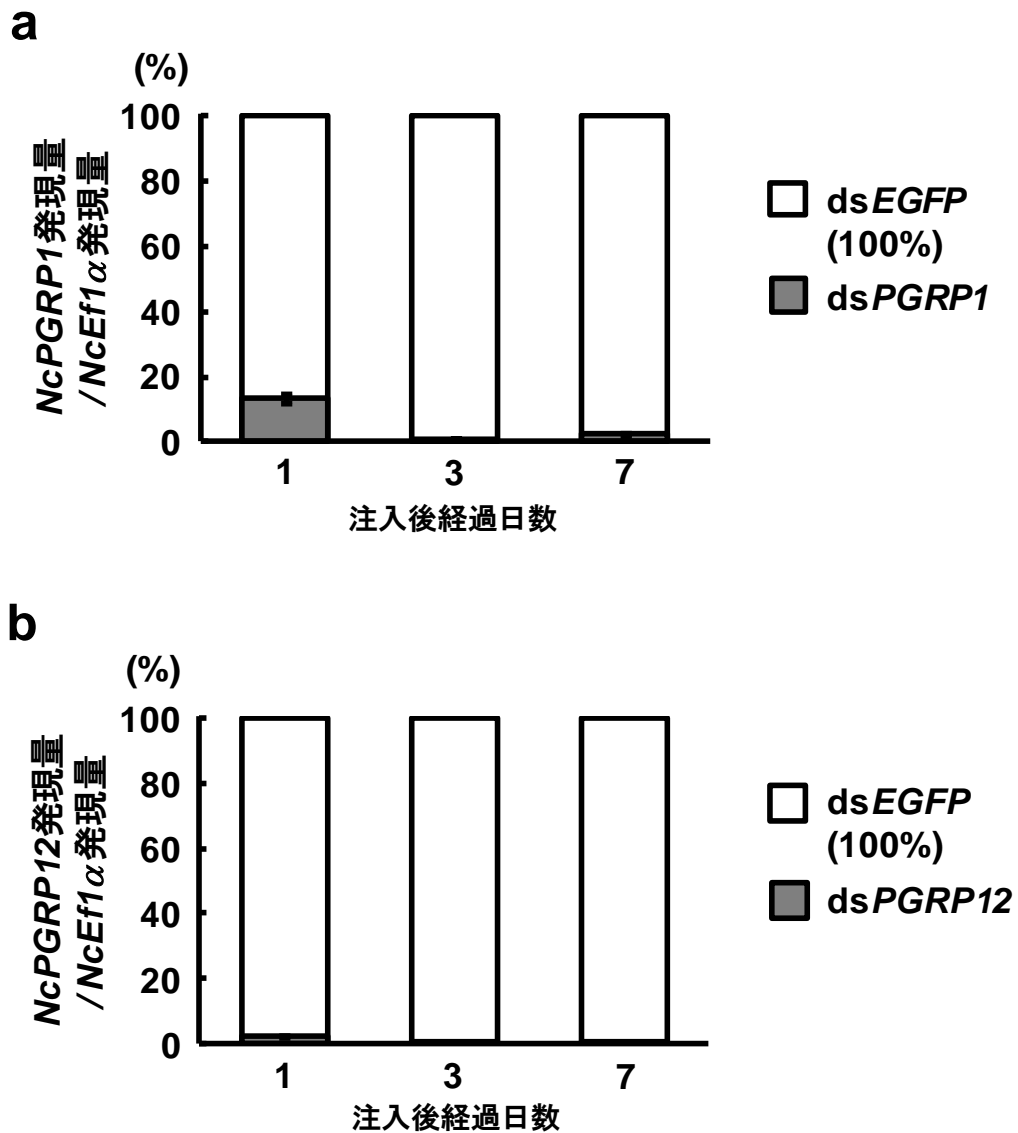 a
(%)
NcPGRP1発現量
/NcEf1α発現量
100
80
60
40
20
0
1 3 7
注入後経過日数
dsEGFP
(100%)
dsPGRP1
b
(%)
NcPGRP12発現量
/NcEf1α発現量
100
80
60
40
20
0
1 3 7
注入後経過日数
dsEGFP
(100%)
dsPGRP12